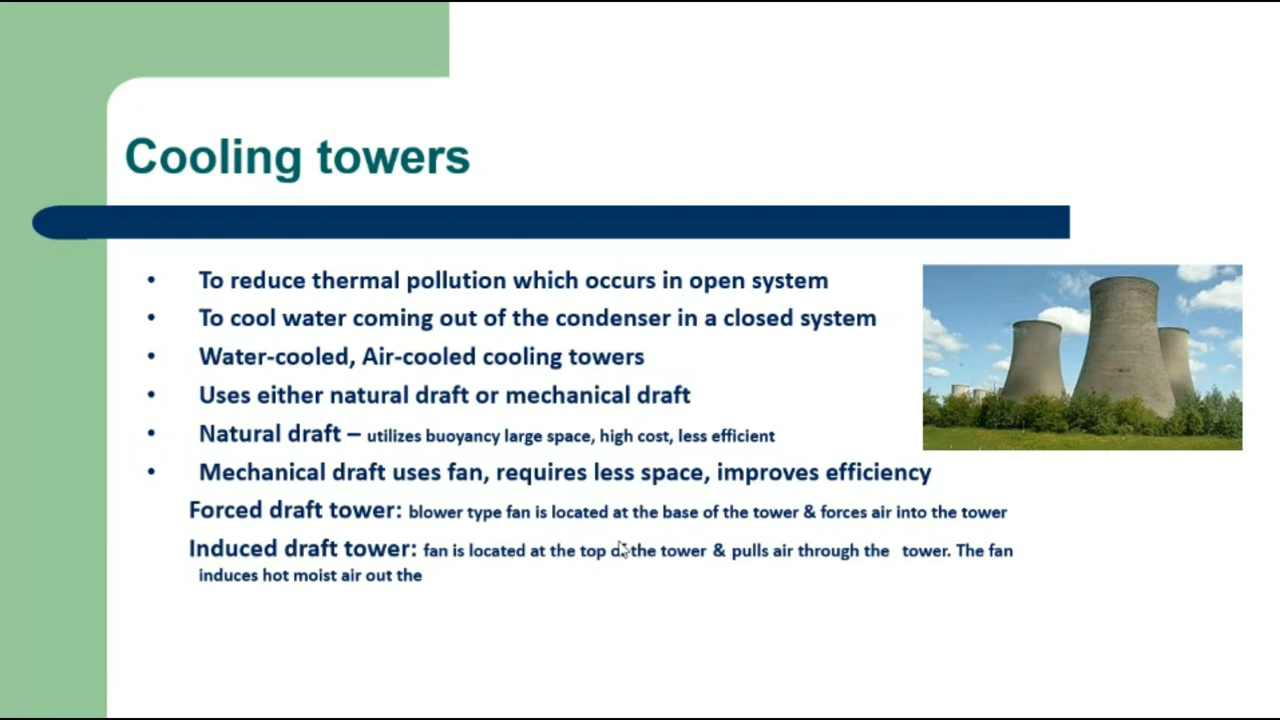 Cooling towers
• To reduce thermal pollution which occurs in open system
• To cool water coming out of the condenser in a closed system
• Water-cooled, Air-cooled cooling towers
• Uses either natural draft or mechanical draft
• Natural draft – utilizes buoyancy large space, high cost, less efficient
• Mechanical draft uses fan, requires less space, improves efficiency
Forced draft tower: blower type fan is located at the base of the tower & forces air into the tower
Induced draft tower: fan is located at the top of the tower & pulls air through the tower. The fan
induces hot moist air out the